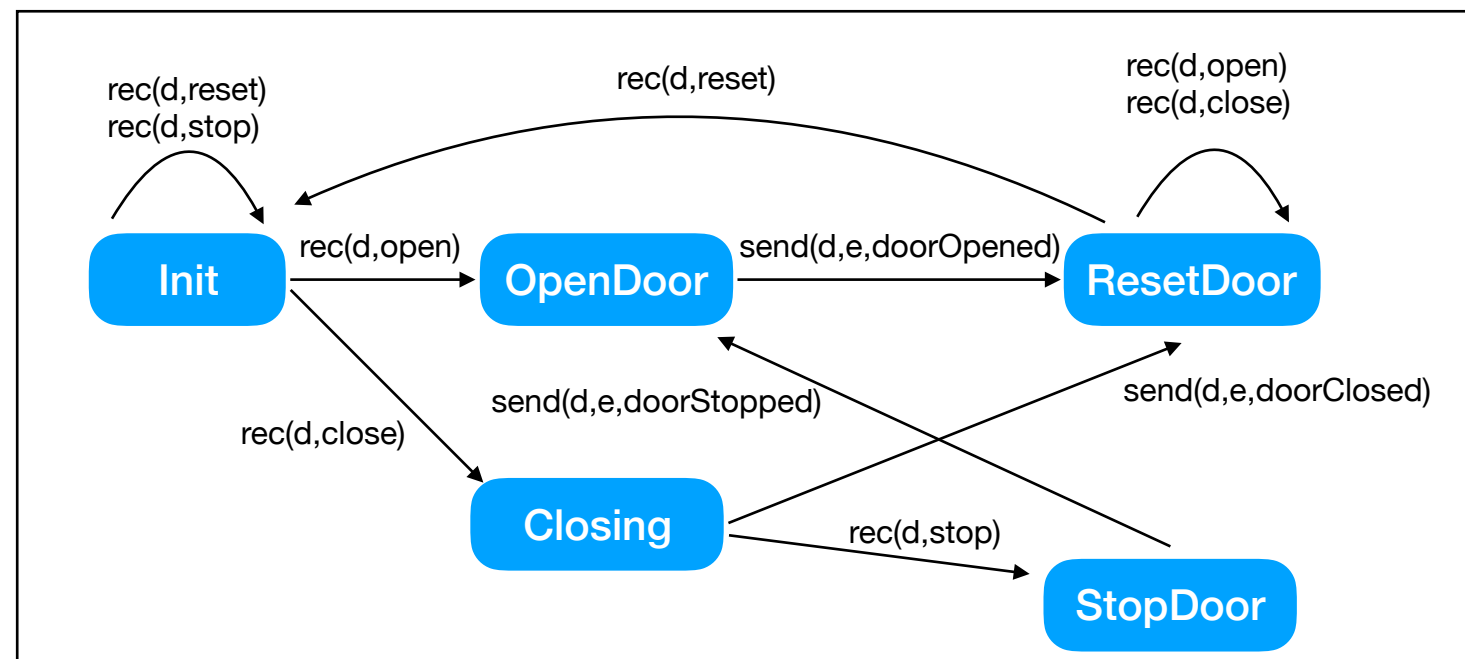 rec(d,reset)
rec(d,stop)
rec(d,reset)
rec(d,open)
rec(d,close)
Init
rec(d,open)
OpenDoor
send(d,e,doorOpened)
ResetDoor
send(d,e,doorStopped)
send(d,e,doorClosed)
rec(d,close)
Closing
rec(d,stop)
StopDoor